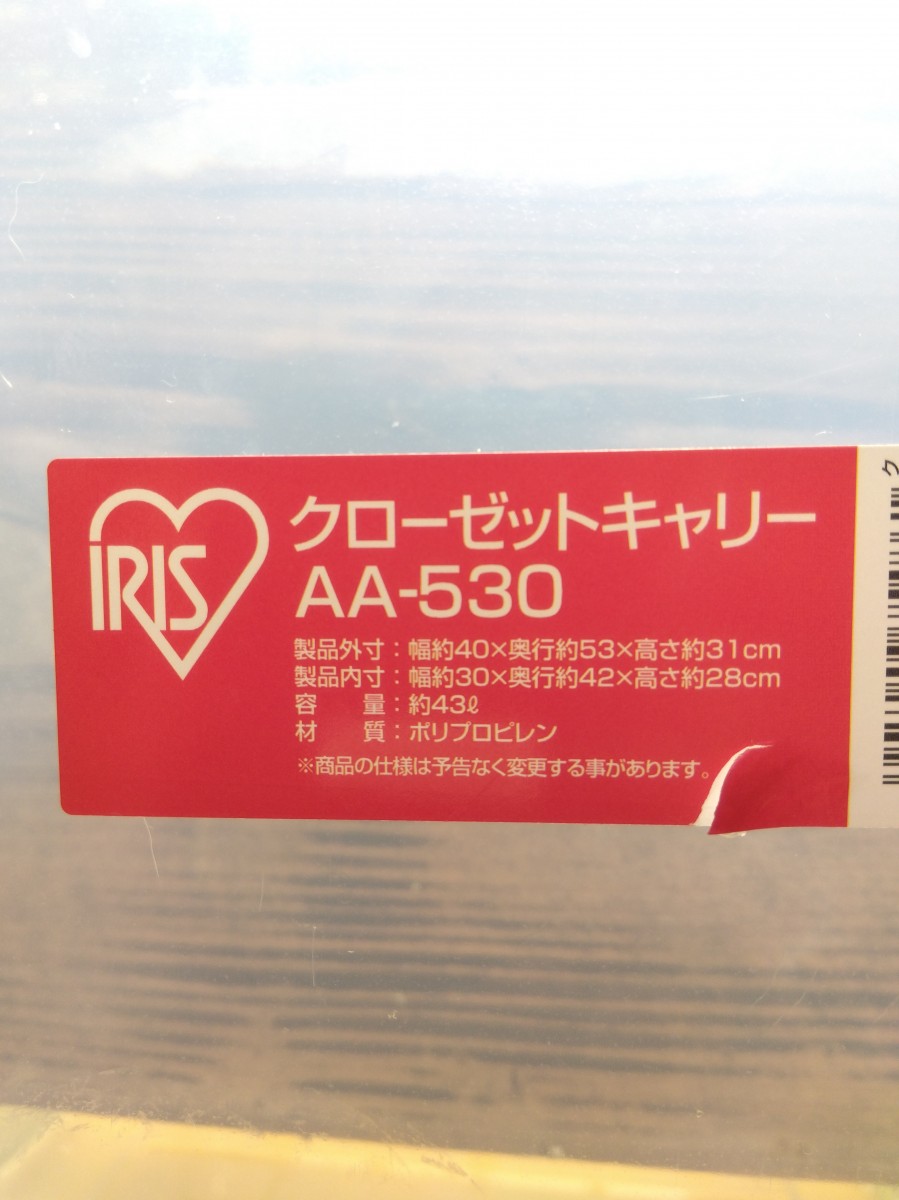 IRIS
クローゼットキャリー
AA-530
製品外寸：幅約40×奥行約53×高さ約31cm
製品内寸：幅約30×奥行約42×高さ約28cm
容　量：約43ℓ
材　質：ポリプロピレン
※商品の仕様は予告なく変更する事があります。
ク